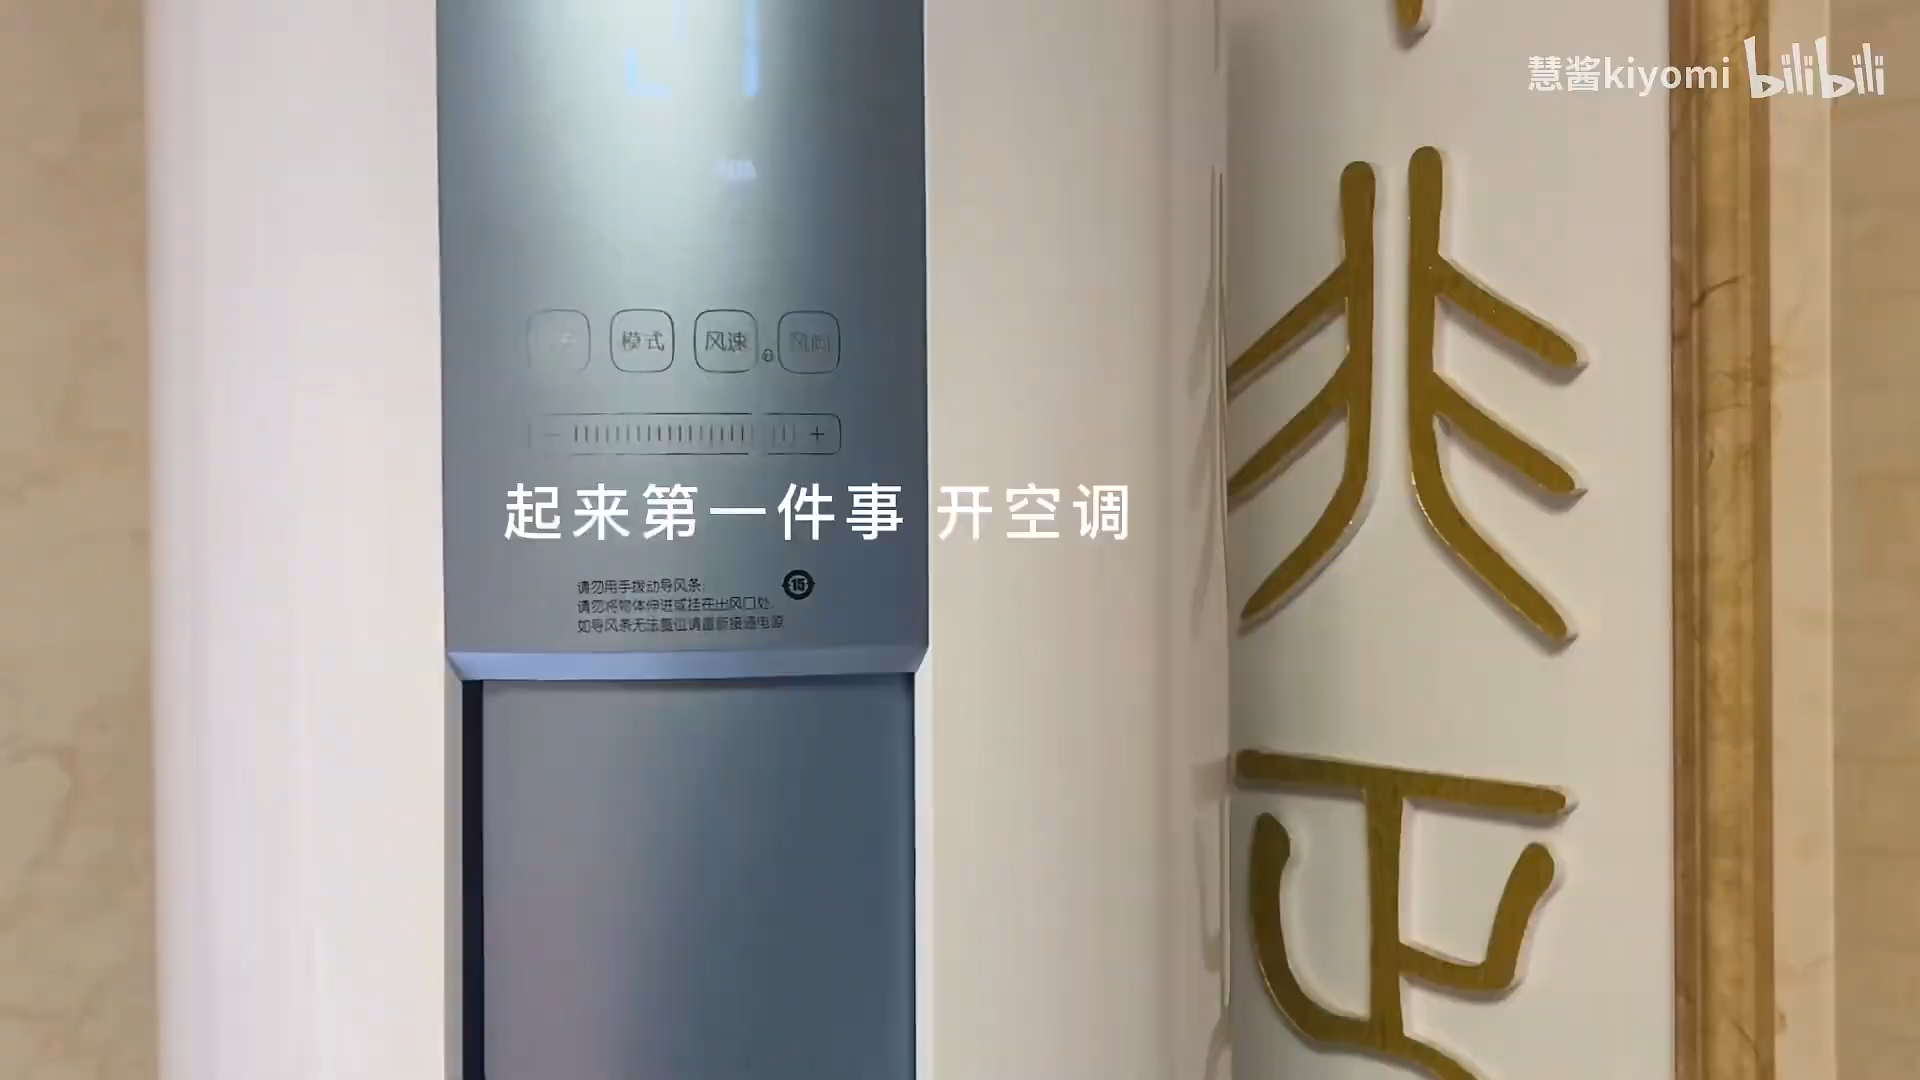 慧酱kiyomi bilibili
模式 风速 风向
− +
起来第一件事 开空调
请勿用手拨动导风条;
15
请勿将物体伸进或挂在出风口处,
如导风条无法复位请重新接通电源